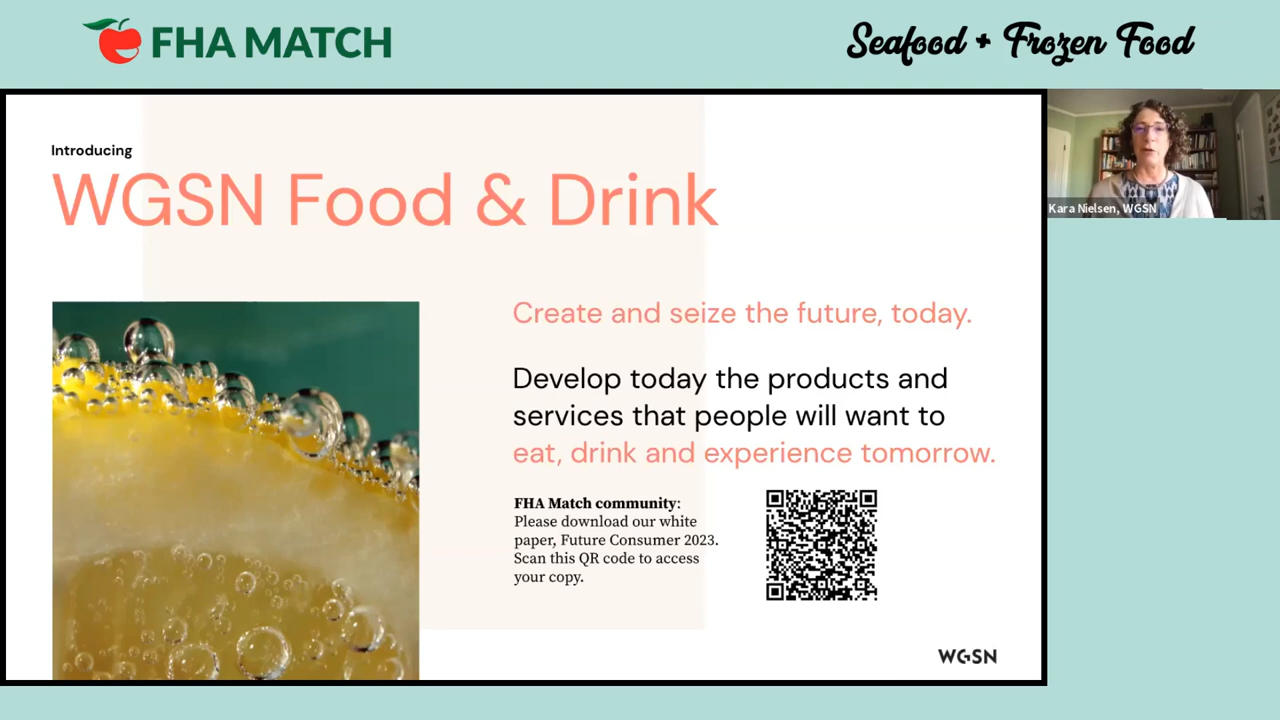 FHA MATCH
Seafood + Frozen Food
Introducing
WGSN Food & Drink
Create and seize the future, today.
Develop today the products and
services that people will want to
eat, drink and experience tomorrow.
FHA Match community:
Please download our white
paper, Future Consumer 2023.
Scan this QR code to access
your copy.
WGSN
Kara Nielsen, WGSN